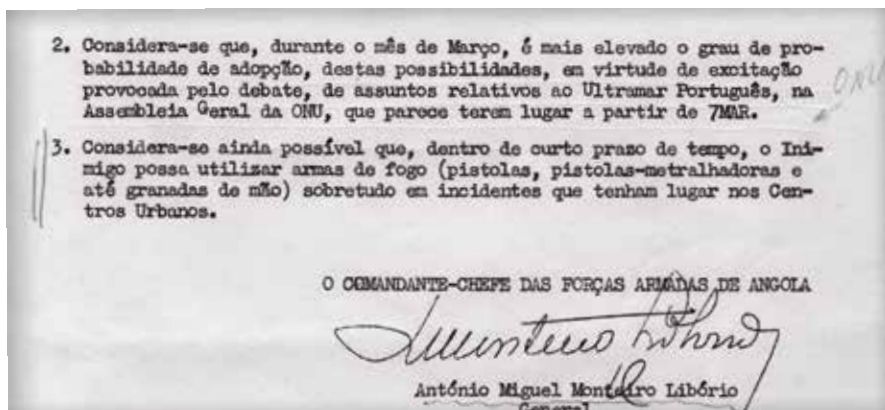 2. Considera-se que, durante o mês de Março, é mais elevado o grau de pro-
babilidade de adopção, destas possibilidades, em virtude de excitação
provocada pelo debate, de assuntos relativos ao Ultramar Português, na
Assembleia Geral da ONU, que parece terem lugar a partir de 7MAR.
ONU
3. Considera-se ainda possível que, dentro de curto prazo de tempo, o Ini-
migo possa utilizar armas de fogo (pistolas, pistolas-metralhadoras e
até granadas de mão) sobretudo em incidentes que tenham lugar nos Cen-
tros Urbanos.
O COMANDANTE-CHEFE DAS FORÇAS ARMADAS DE ANGOLA
António Miguel Monteiro Libório
General